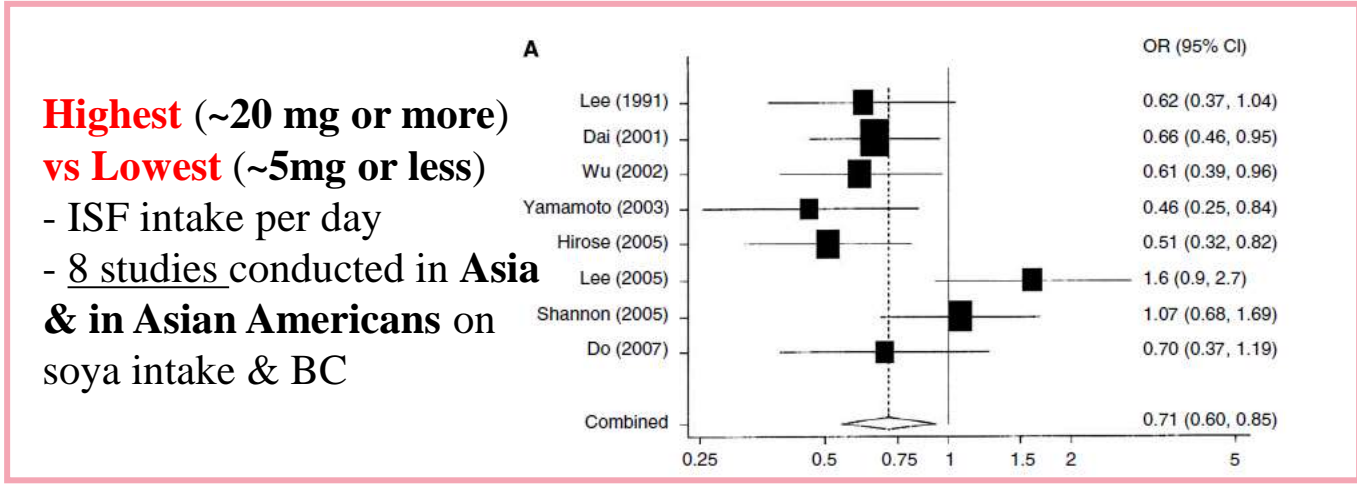 Highest (~20 mg or more)
vs Lowest (~5mg or less)
- ISF intake per day
- 8 studies conducted in Asia
& in Asian Americans on
soya intake & BC
A
OR (95% CI)
Lee (1991) 0.62 (0.37, 1.04)
Dai (2001) 0.66 (0.46, 0.95)
Wu (2002) 0.61 (0.39, 0.96)
Yamamoto (2003) 0.46 (0.25, 0.84)
Hirose (2005) 0.51 (0.32, 0.82)
Lee (2005) 1.6 (0.9, 2.7)
Shannon (2005) 1.07 (0.68, 1.69)
Do (2007) 0.70 (0.37, 1.19)
Combined 0.71 (0.60, 0.85)
0.25 0.5 0.75 1 1.5 2 5